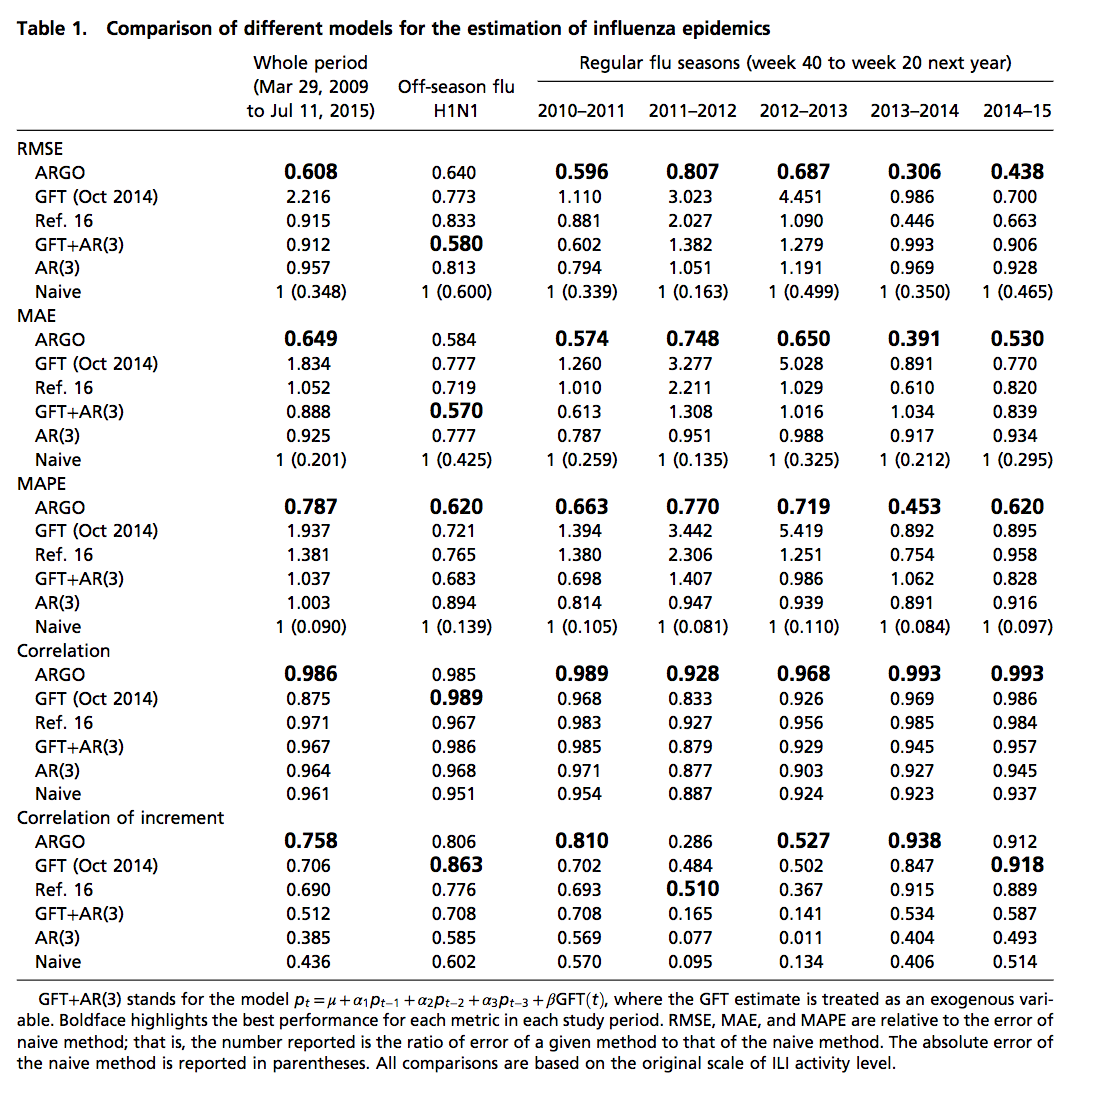 Table 1. Comparison of different models for the estimation of influenza epidemics
Whole period (Mar 29, 2009 to Jul 11, 2015) Off-season flu H1N1 Regular flu seasons (week 40 to week 20 next year)
2010–2011 2011–2012 2012–2013 2013–2014 2014–15
RMSE
ARGO 0.608 0.640 0.596 0.807 0.687 0.306 0.438
GFT (Oct 2014) 2.216 0.773 1.110 3.023 4.451 0.986 0.700
Ref. 16 0.915 0.833 0.881 2.027 1.090 0.446 0.663
GFT+AR(3) 0.912 0.580 0.602 1.382 1.279 0.993 0.906
AR(3) 0.957 0.813 0.794 1.051 1.191 0.969 0.928
Naive 1 (0.348) 1 (0.600) 1 (0.339) 1 (0.163) 1 (0.499) 1 (0.350) 1 (0.465)
MAE
ARGO 0.649 0.584 0.574 0.748 0.650 0.391 0.530
GFT (Oct 2014) 1.834 0.777 1.260 3.277 5.028 0.891 0.770
Ref. 16 1.052 0.719 1.010 2.211 1.029 0.610 0.820
GFT+AR(3) 0.888 0.570 0.613 1.308 1.016 1.034 0.839
AR(3) 0.925 0.777 0.787 0.951 0.988 0.917 0.934
Naive 1 (0.201) 1 (0.425) 1 (0.259) 1 (0.135) 1 (0.325) 1 (0.212) 1 (0.295)
MAPE
ARGO 0.787 0.620 0.663 0.770 0.719 0.453 0.620
GFT (Oct 2014) 1.937 0.721 1.394 3.442 5.419 0.892 0.895
Ref. 16 1.381 0.765 1.380 2.306 1.251 0.754 0.958
GFT+AR(3) 1.037 0.683 0.698 1.407 0.986 1.062 0.828
AR(3) 1.003 0.894 0.814 0.947 0.939 0.891 0.916
Naive 1 (0.090) 1 (0.139) 1 (0.105) 1 (0.081) 1 (0.110) 1 (0.084) 1 (0.097)
Correlation
ARGO 0.986 0.985 0.989 0.928 0.968 0.993 0.993
GFT (Oct 2014) 0.875 0.989 0.968 0.833 0.926 0.969 0.986
Ref. 16 0.971 0.967 0.983 0.927 0.956 0.985 0.984
GFT+AR(3) 0.967 0.986 0.985 0.879 0.929 0.945 0.957
AR(3) 0.964 0.968 0.971 0.877 0.903 0.927 0.945
Naive 0.961 0.951 0.954 0.887 0.924 0.923 0.937
Correlation of increment
ARGO 0.758 0.806 0.810 0.286 0.527 0.938 0.912
GFT (Oct 2014) 0.706 0.863 0.702 0.484 0.502 0.847 0.918
Ref. 16 0.690 0.776 0.693 0.510 0.367 0.915 0.889
GFT+AR(3) 0.512 0.708 0.708 0.165 0.141 0.534 0.587
AR(3) 0.385 0.585 0.569 0.077 0.011 0.404 0.493
Naive 0.436 0.602 0.570 0.095 0.134 0.406 0.514
GFT+AR(3) stands for the model pₜ=μ+α₁pₜ₋₁+α₂pₜ₋₂+α₃pₜ₋₃+βGFT(t), where the GFT estimate is treated as an exogenous vari-
able. Boldface highlights the best performance for each metric in each study period. RMSE, MAE, and MAPE are relative to the error of
naive method; that is, the number reported is the ratio of error of a given method to that of the naive method. The absolute error of
the naive method is reported in parentheses. All comparisons are based on the original scale of ILI activity level.